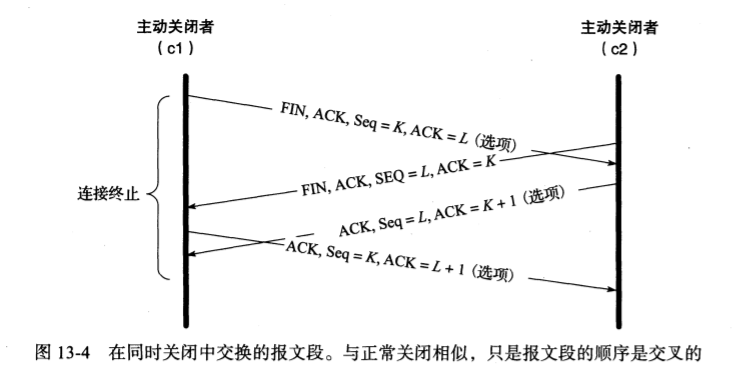 主动关闭者
（c1）
主动关闭者
（c2）
FIN, ACK, Seq = K, ACK = L (选项)
FIN, ACK, SEQ = L, ACK = K
连接终止
ACK, Seq = L, ACK = K + 1 (选项)
ACK, Seq = K, ACK = L + 1 (选项)
图 13-4 在同时关闭中交换的报文段。与正常关闭相似，只是报文段的顺序是交叉的